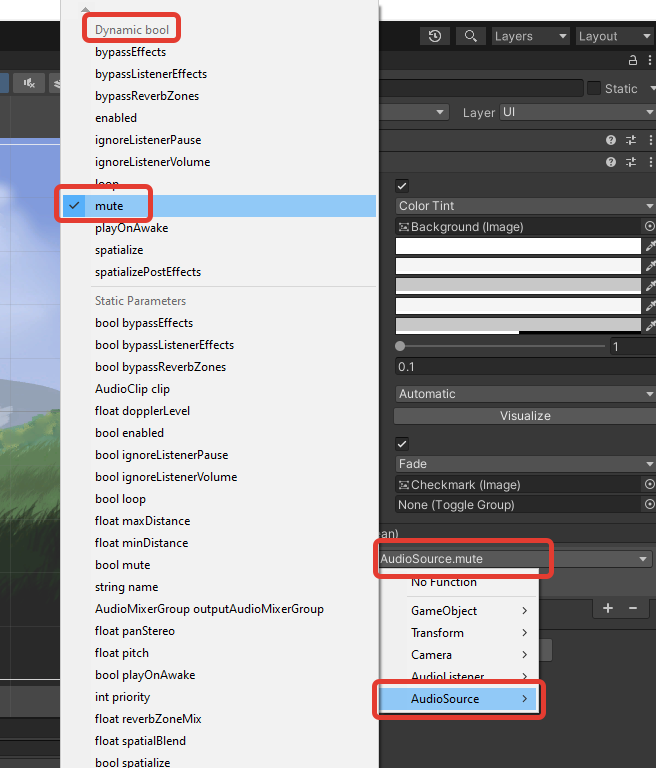 Dynamic bool
bypassEffects
bypassListenerEffects
bypassReverbZones
enabled
ignoreListenerPause
ignoreListenerVolume
loop
mute
playOnAwake
spatialize
spatializePostEffects
Static Parameters
bool bypassEffects
bool bypassListenerEffects
bool bypassReverbZones
AudioClip clip
float dopplerLevel
bool enabled
bool ignoreListenerPause
bool ignoreListenerVolume
bool loop
float maxDistance
float minDistance
bool mute
string name
AudioMixerGroup outputAudioMixerGroup
float panStereo
float pitch
bool playOnAwake
int priority
float reverbZoneMix
float spatialBlend
bool spatialize
Layers
Layout
Static
Layer UI
Color Tint
Background (Image)
1
0.1
Automatic
Visualize
Fade
Checkmark (Image)
None (Toggle Group)
an)
AudioSource.mute
No Function
GameObject
Transform
Camera
AudioListener
AudioSource